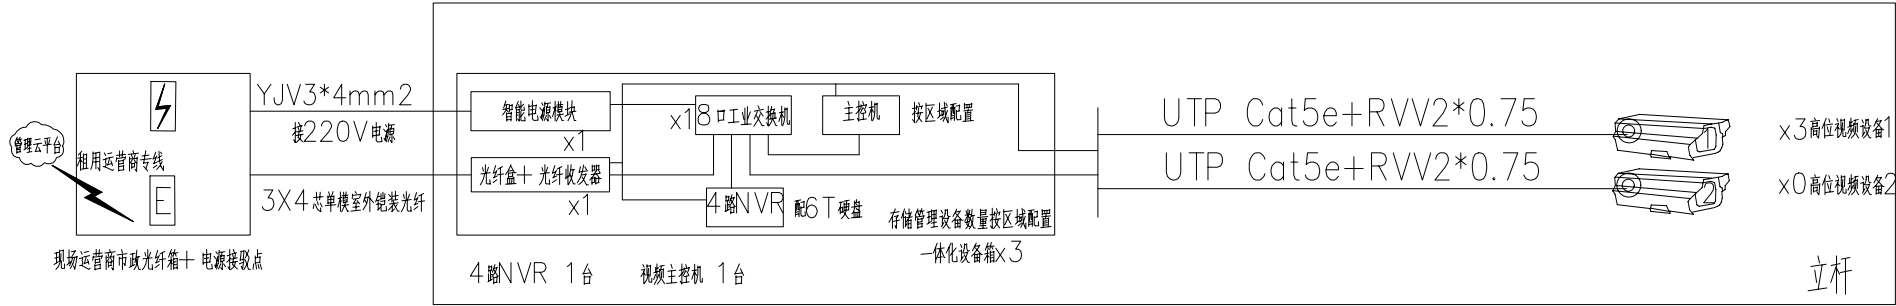 管理云平台
租用运营商专线
E
现场运营商市政光纤箱+ 电源接驳点
YJV3*4mm2
接220V电源
3X4芯单模室外铠装光纤
智能电源模块
x1
光纤盒+ 光纤收发器
x1
x1 8口工业交换机
主控机
按区域配置
4路NVR
配6T硬盘
存储管理设备数量按区域配置
一体化设备箱x3
4路NVR 1台
视频主控机 1台
UTP Cat5e+RVV2*0.75
UTP Cat5e+RVV2*0.75
1
x3高位视频设备1
2
x0高位视频设备2
立杆